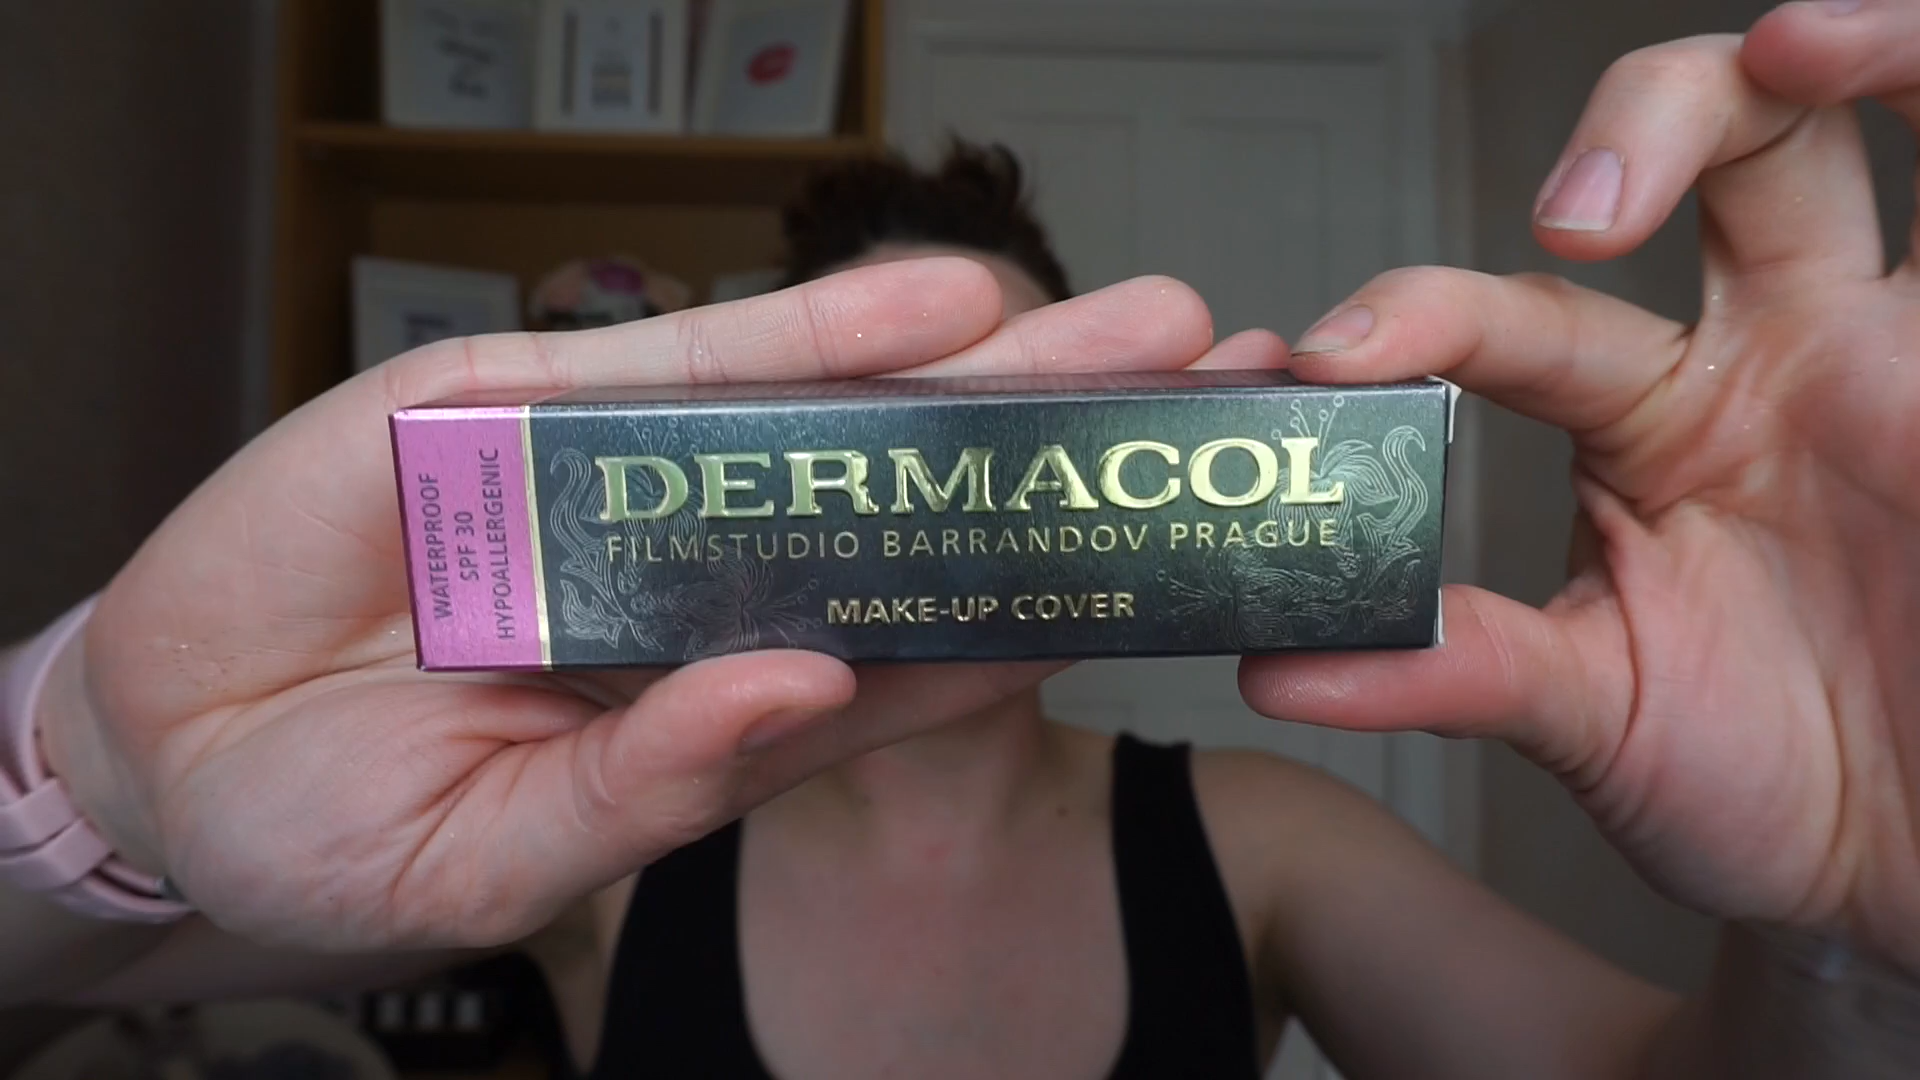 WATERPROOF
SPF 30
HYPOALLERGENIC
DERMACOL
FILMSTUDIO BARRANDOV PRAGUE
MAKE-UP COVER